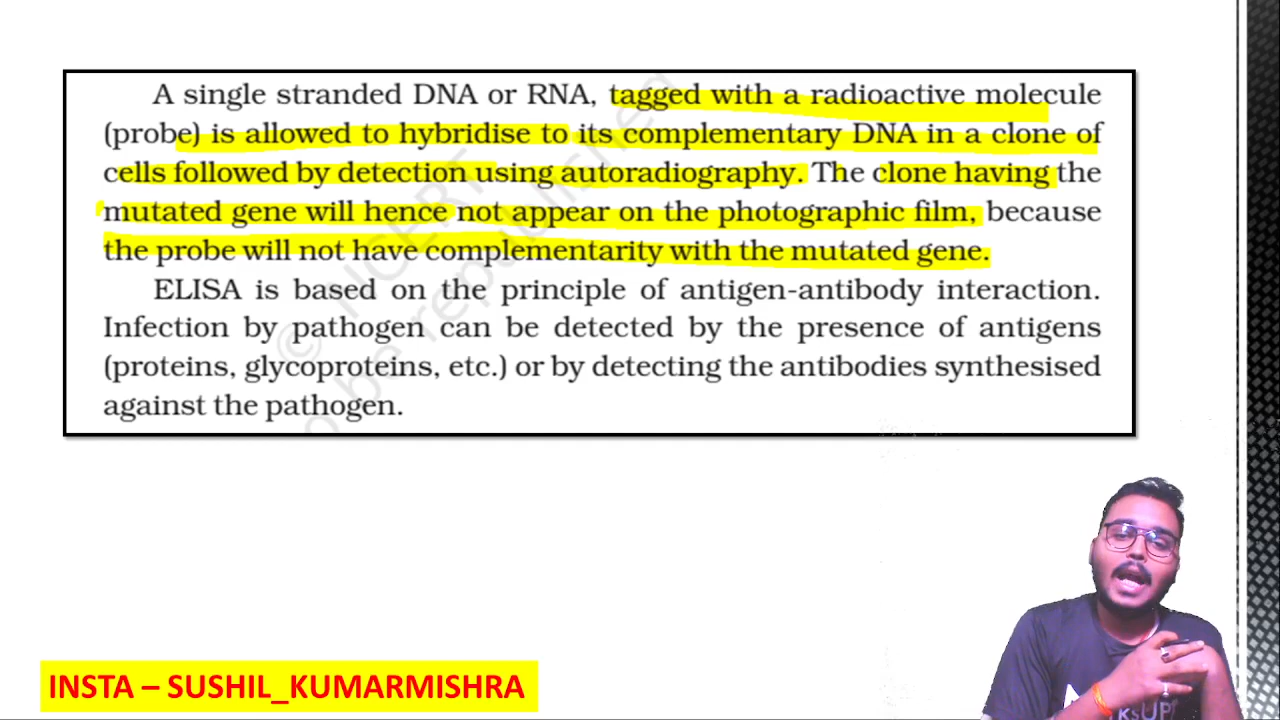 A single stranded DNA or RNA, tagged with a radioactive molecule
(probe) is allowed to hybridise to its complementary DNA in a clone of
cells followed by detection using autoradiography. The clone having the
mutated gene will hence not appear on the photographic film, because
the probe will not have complementarity with the mutated gene.
ELISA is based on the principle of antigen-antibody interaction.
Infection by pathogen can be detected by the presence of antigens
(proteins, glycoproteins, etc.) or by detecting the antibodies synthesised
against the pathogen.
© NCERT
o be republished
INSTA – SUSHIL_KUMARMISHRA